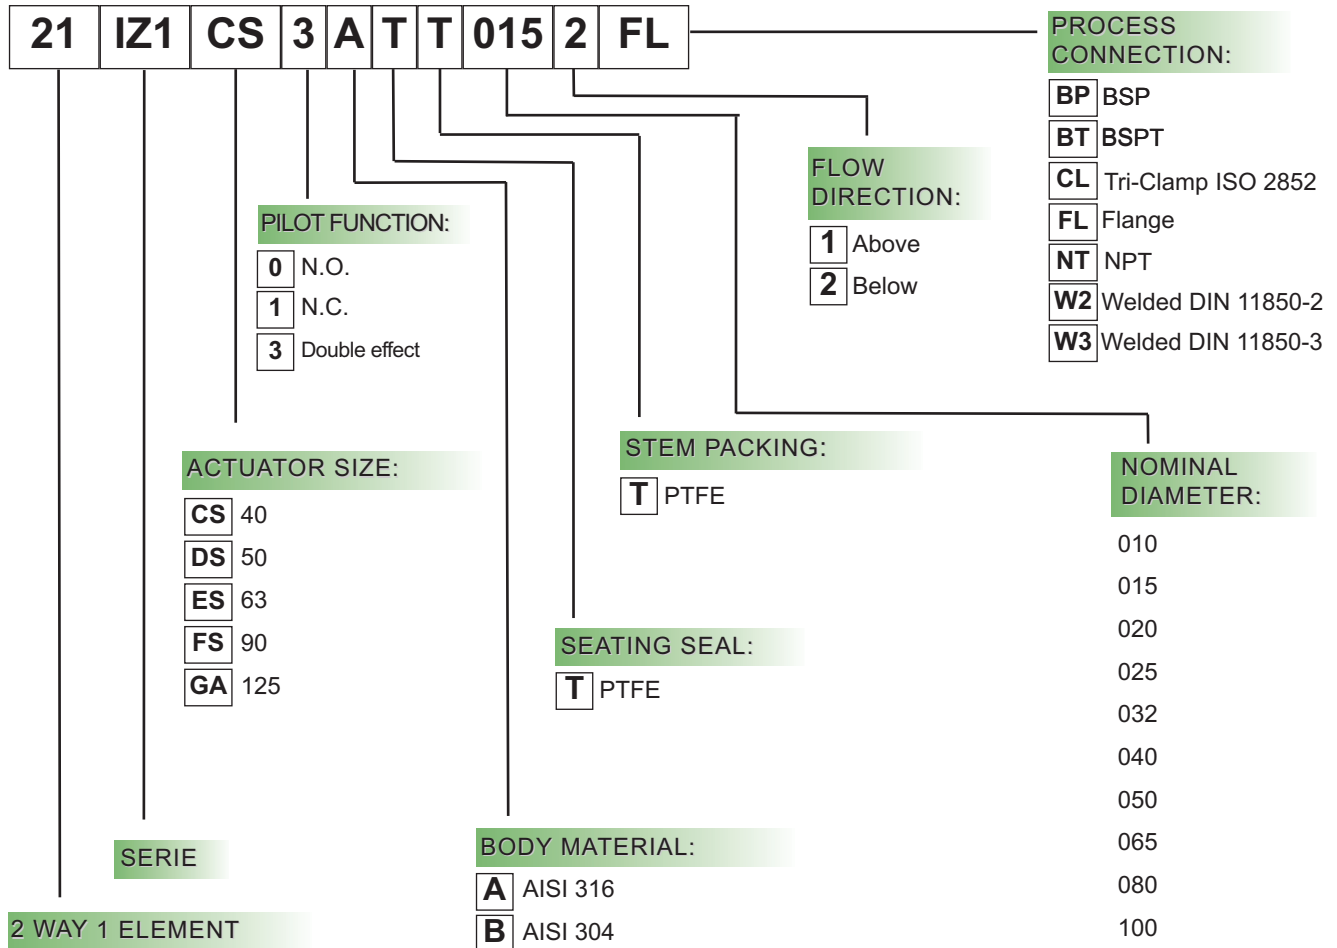 21 IZ1 CS 3 A T T 015 2 FL
PROCESS
CONNECTION:
BP BSP
BT BSPT
CL Tri-Clamp ISO 2852
FL Flange
NT NPT
W2 Welded DIN 11850-2
W3 Welded DIN 11850-3
FLOW
DIRECTION:
1 Above
2 Below
PILOT FUNCTION:
0 N.O.
1 N.C.
3 Double effect
ACTUATOR SIZE:
CS 40
DS 50
ES 63
FS 90
GA 125
STEM PACKING:
T PTFE
NOMINAL
DIAMETER:
010
015
020
025
032
040
050
065
080
100
SEATING SEAL:
T PTFE
SERIE
BODY MATERIAL:
A AISI 316
B AISI 304
2 WAY 1 ELEMENT